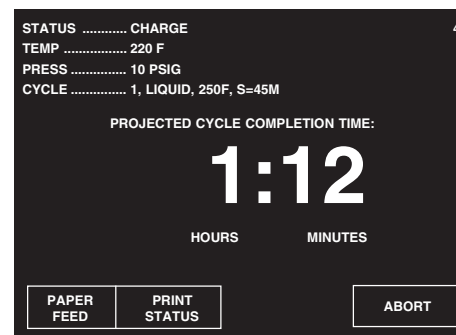 STATUS ............ CHARGE
TEMP ................. 220 F
PRESS............... 10 PSIG
CYCLE ............... 1, LIQUID, 250F, S=45M
PROJECTED CYCLE COMPLETION TIME:
1:12
HOURS MINUTES
PAPER FEED
PRINT STATUS
ABORT